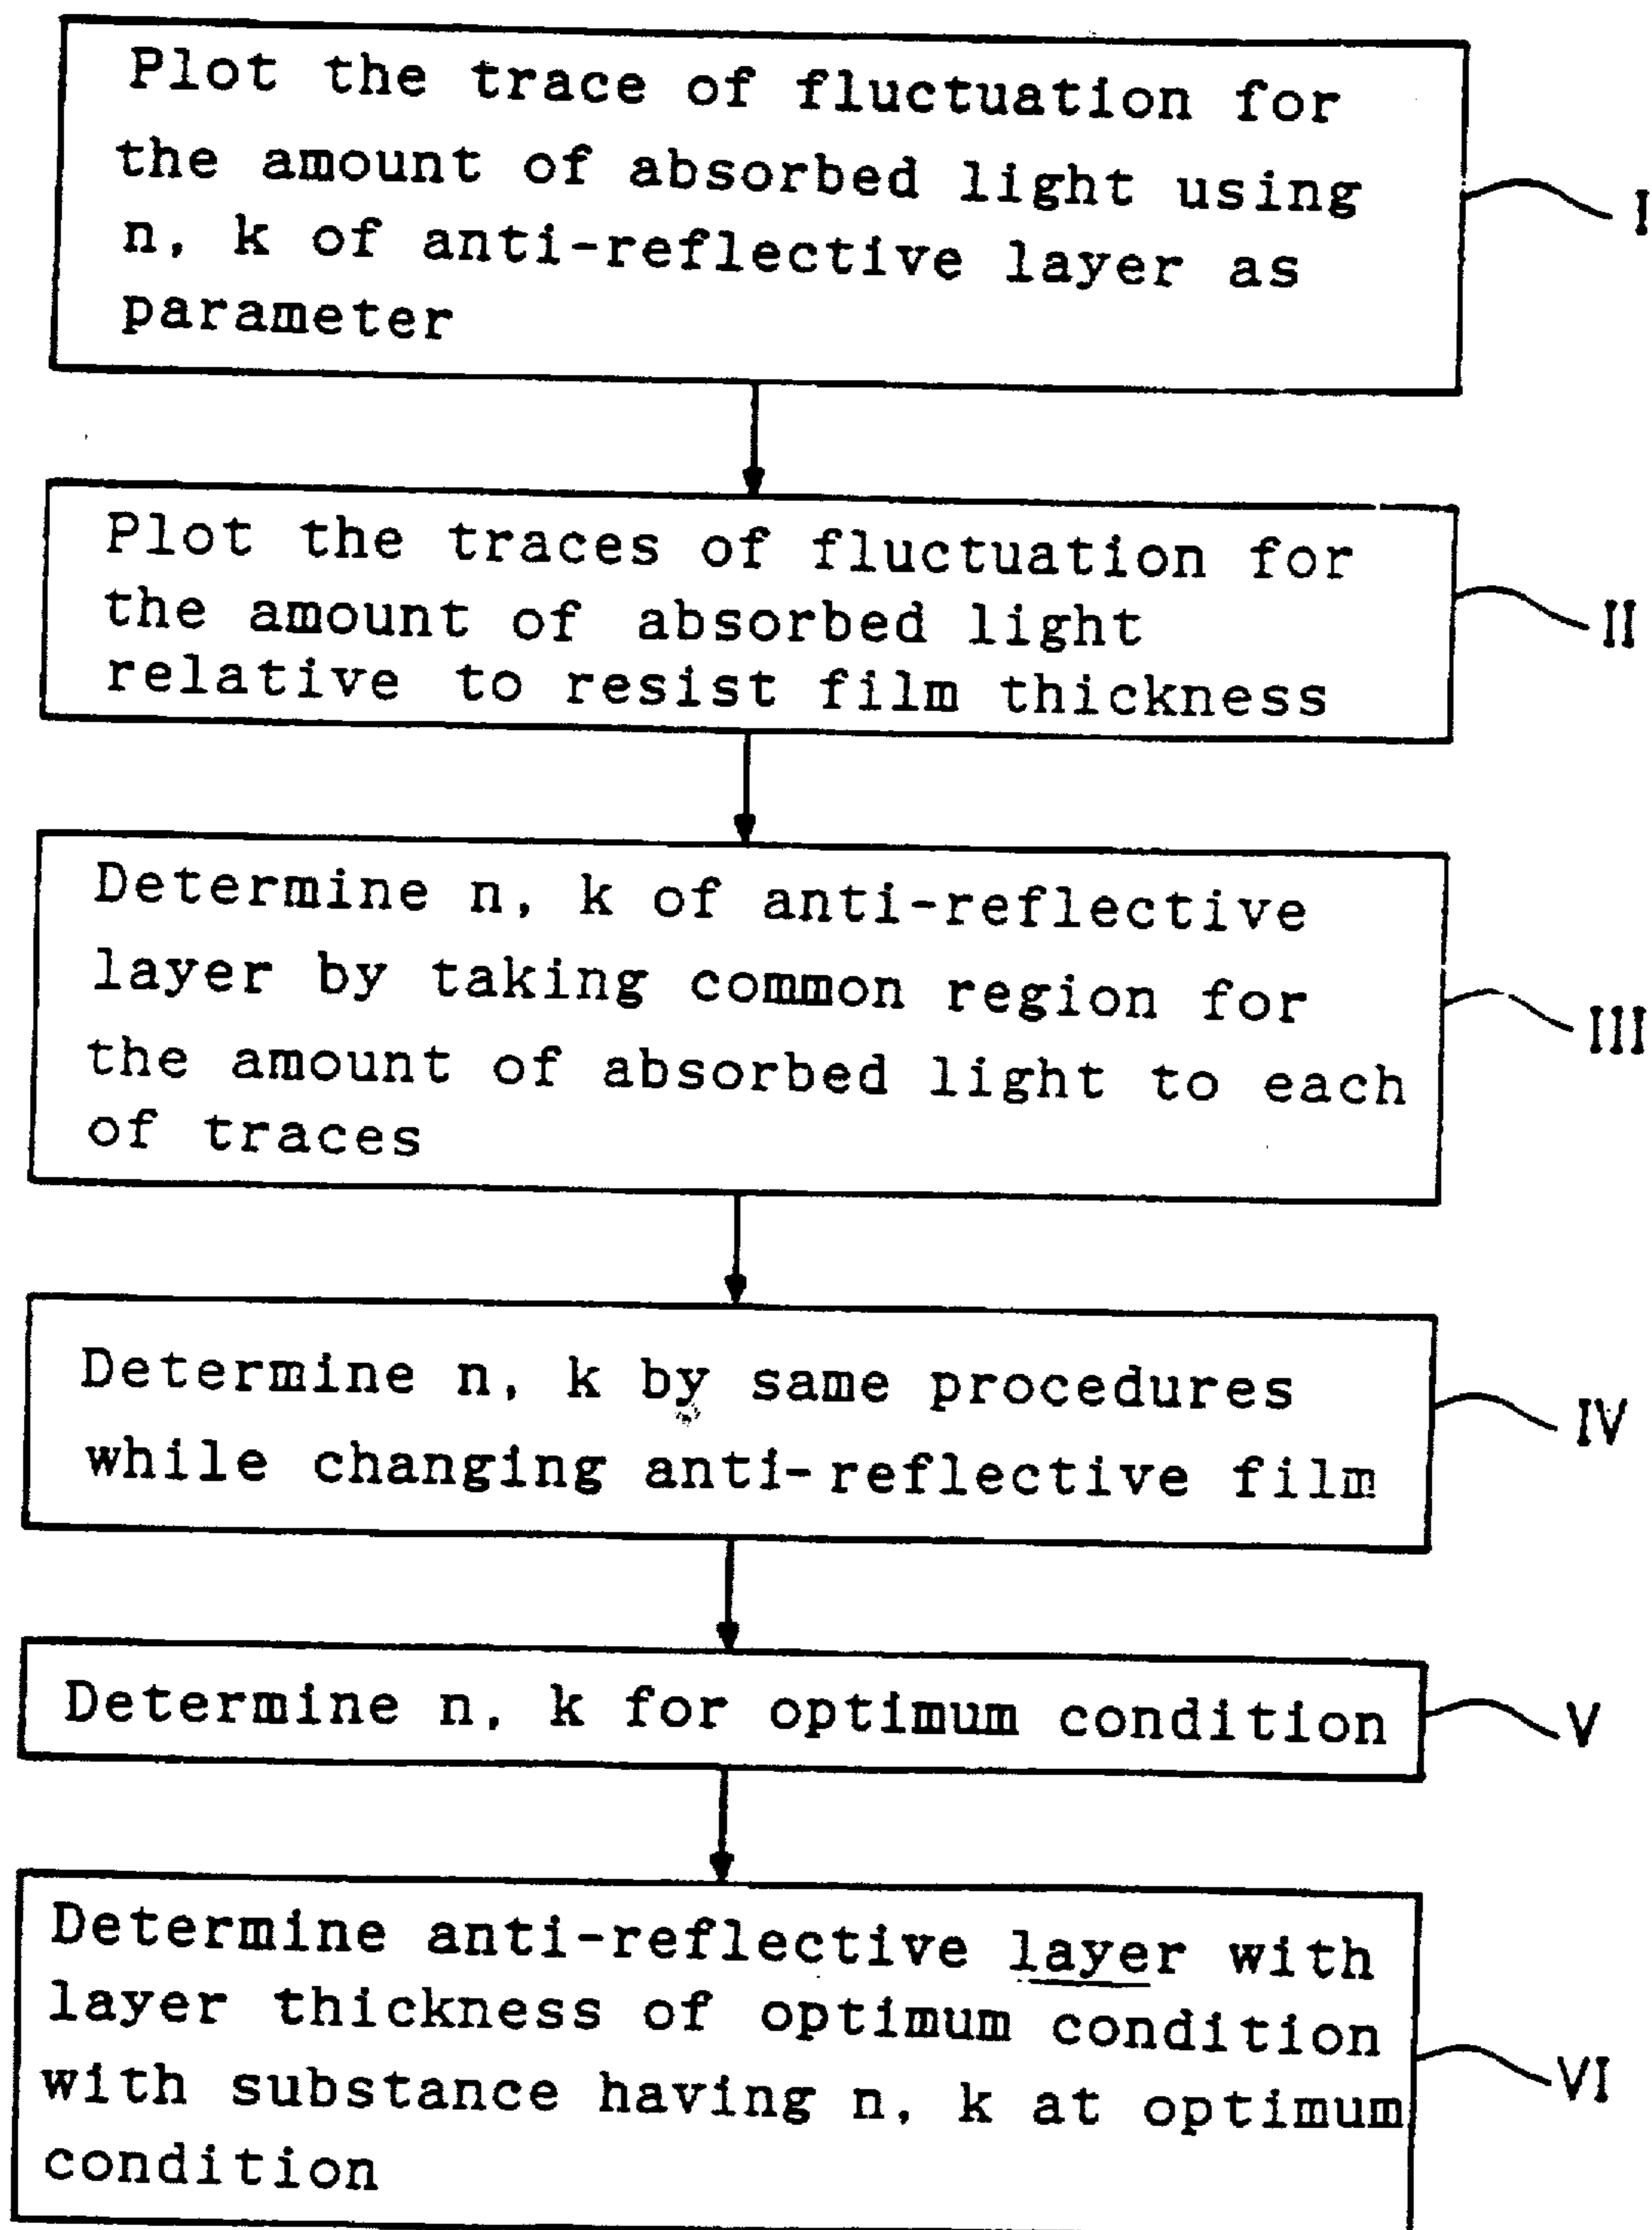 Plot the trace of fluctuation for
the amount of absorbed light using
n, k of anti-reflective layer as
parameter
I
Plot the traces of fluctuation for
the amount of absorbed light
relative to resist film thickness
II
Determine n, k of anti-reflective
layer by taking common region for
the amount of absorbed light to each
of traces
III
Determine n, k by same procedures
while changing anti-reflective film
IV
Determine n, k for optimum condition
V
Determine anti-reflective layer with
layer thickness of optimum condition
with substance having n, k at optimum
condition
VI